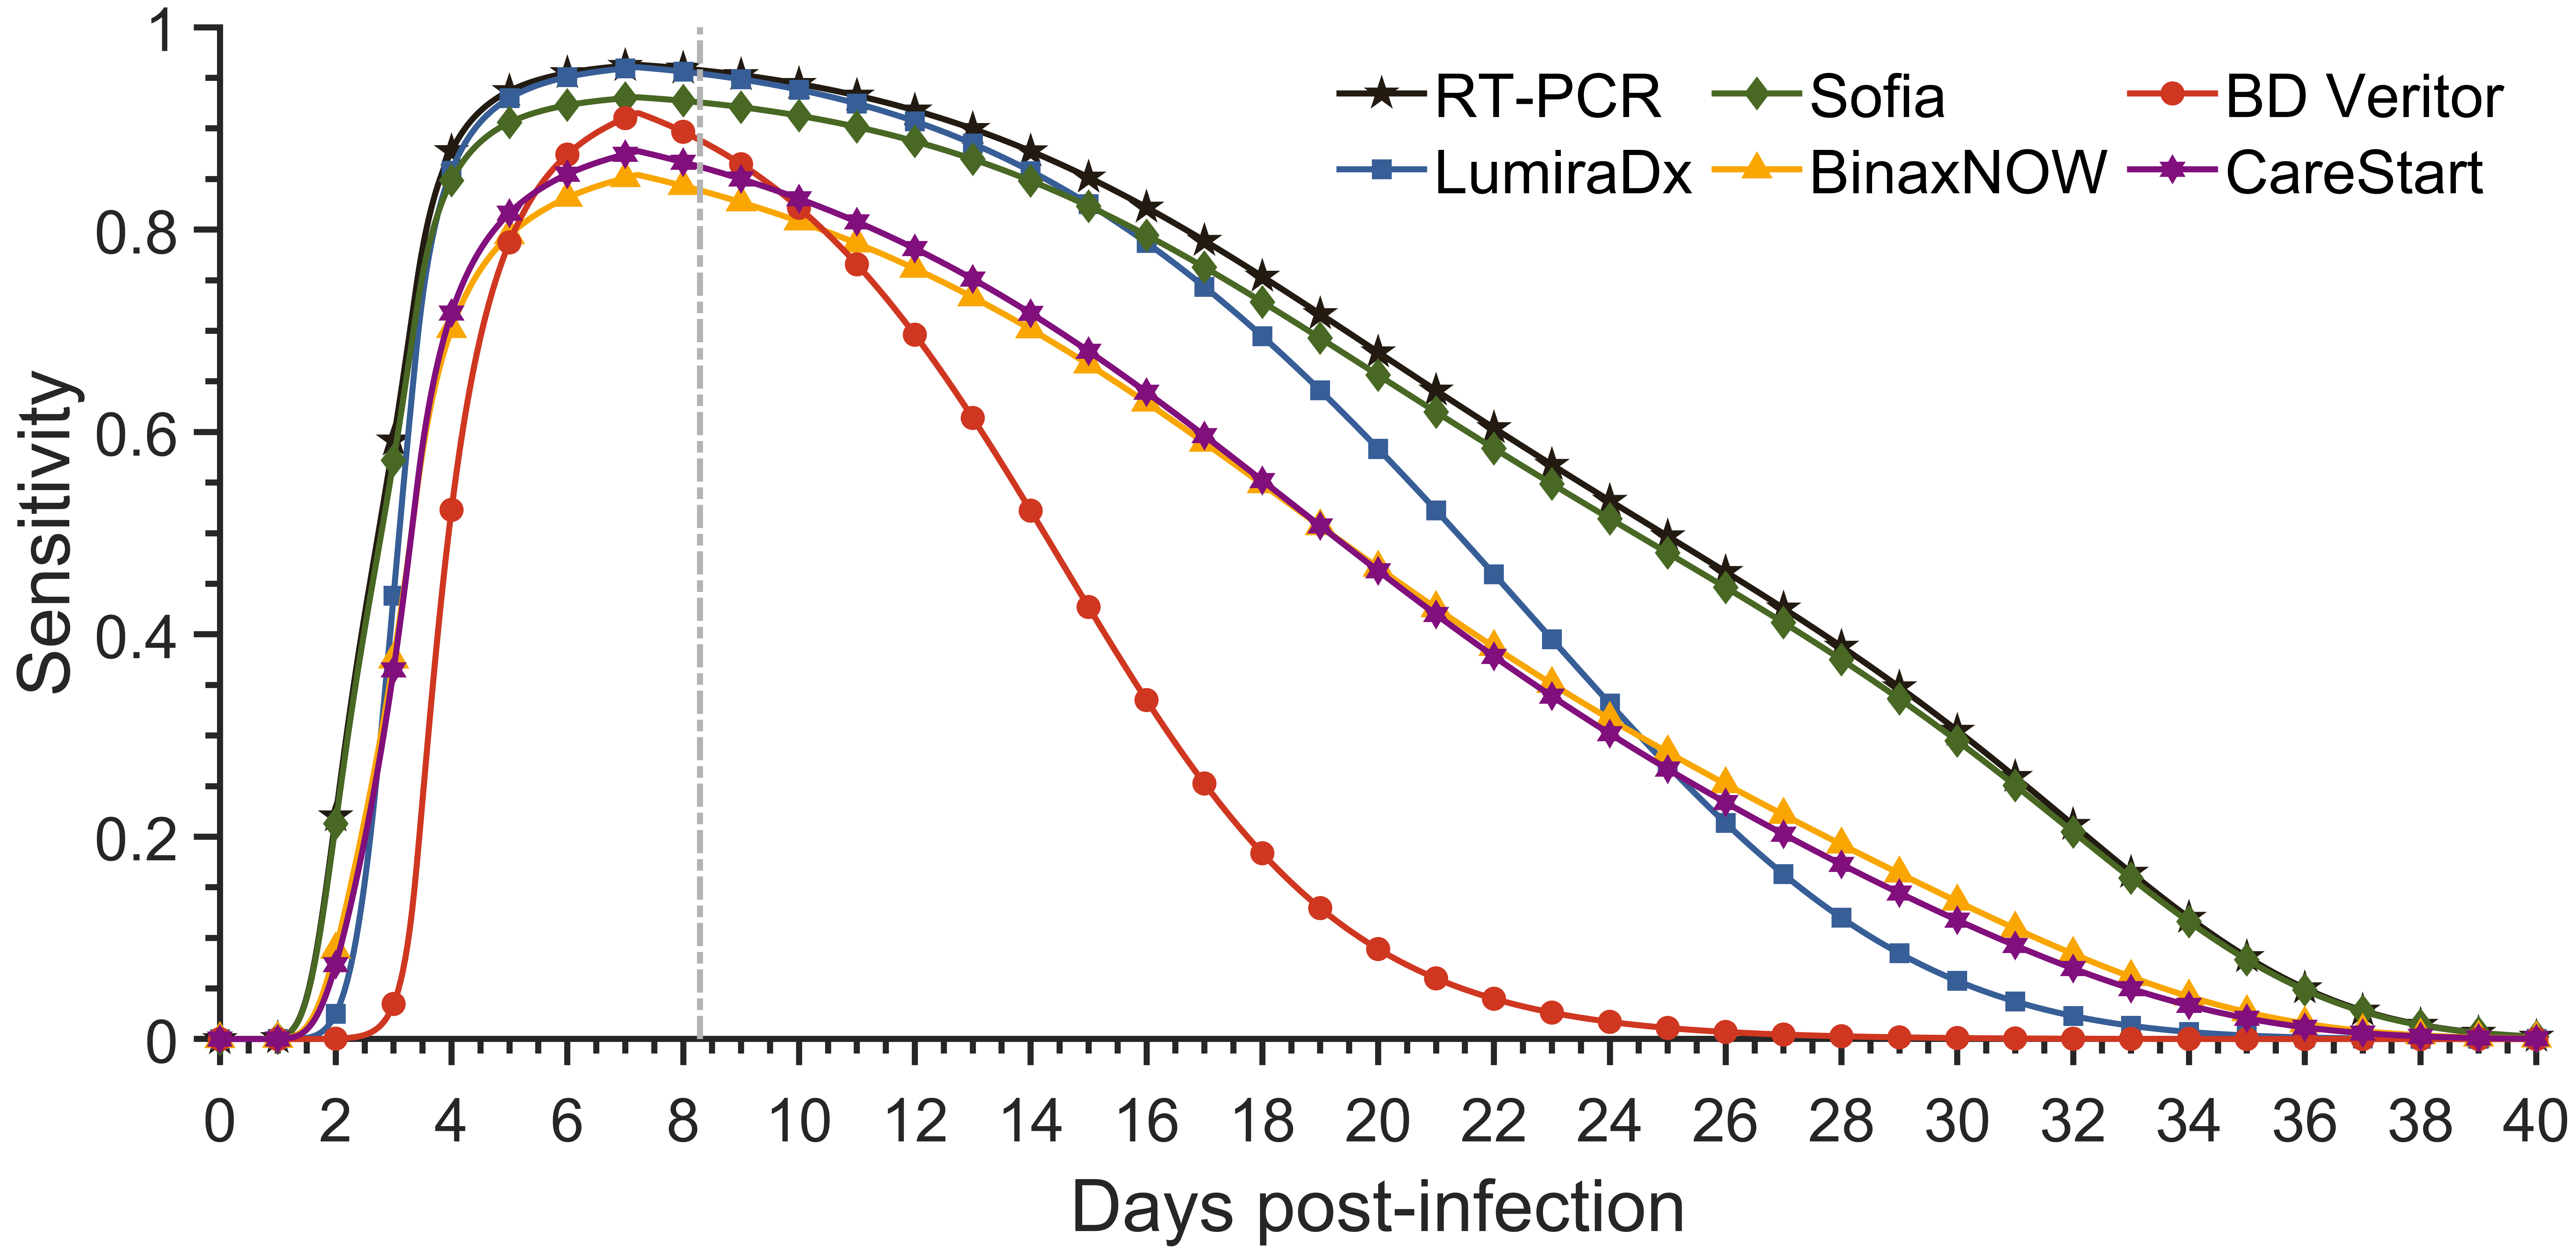 1
0.8
0.6
0.4
0.2
0
Sensitivity
RT-PCR Sofia BD Veritor
LumiraDx BinaxNOW CareStart
0 2 4 6 8 10 12 14 16 18 20 22 24 26 28 30 32 34 36 38 40
Days post-infection